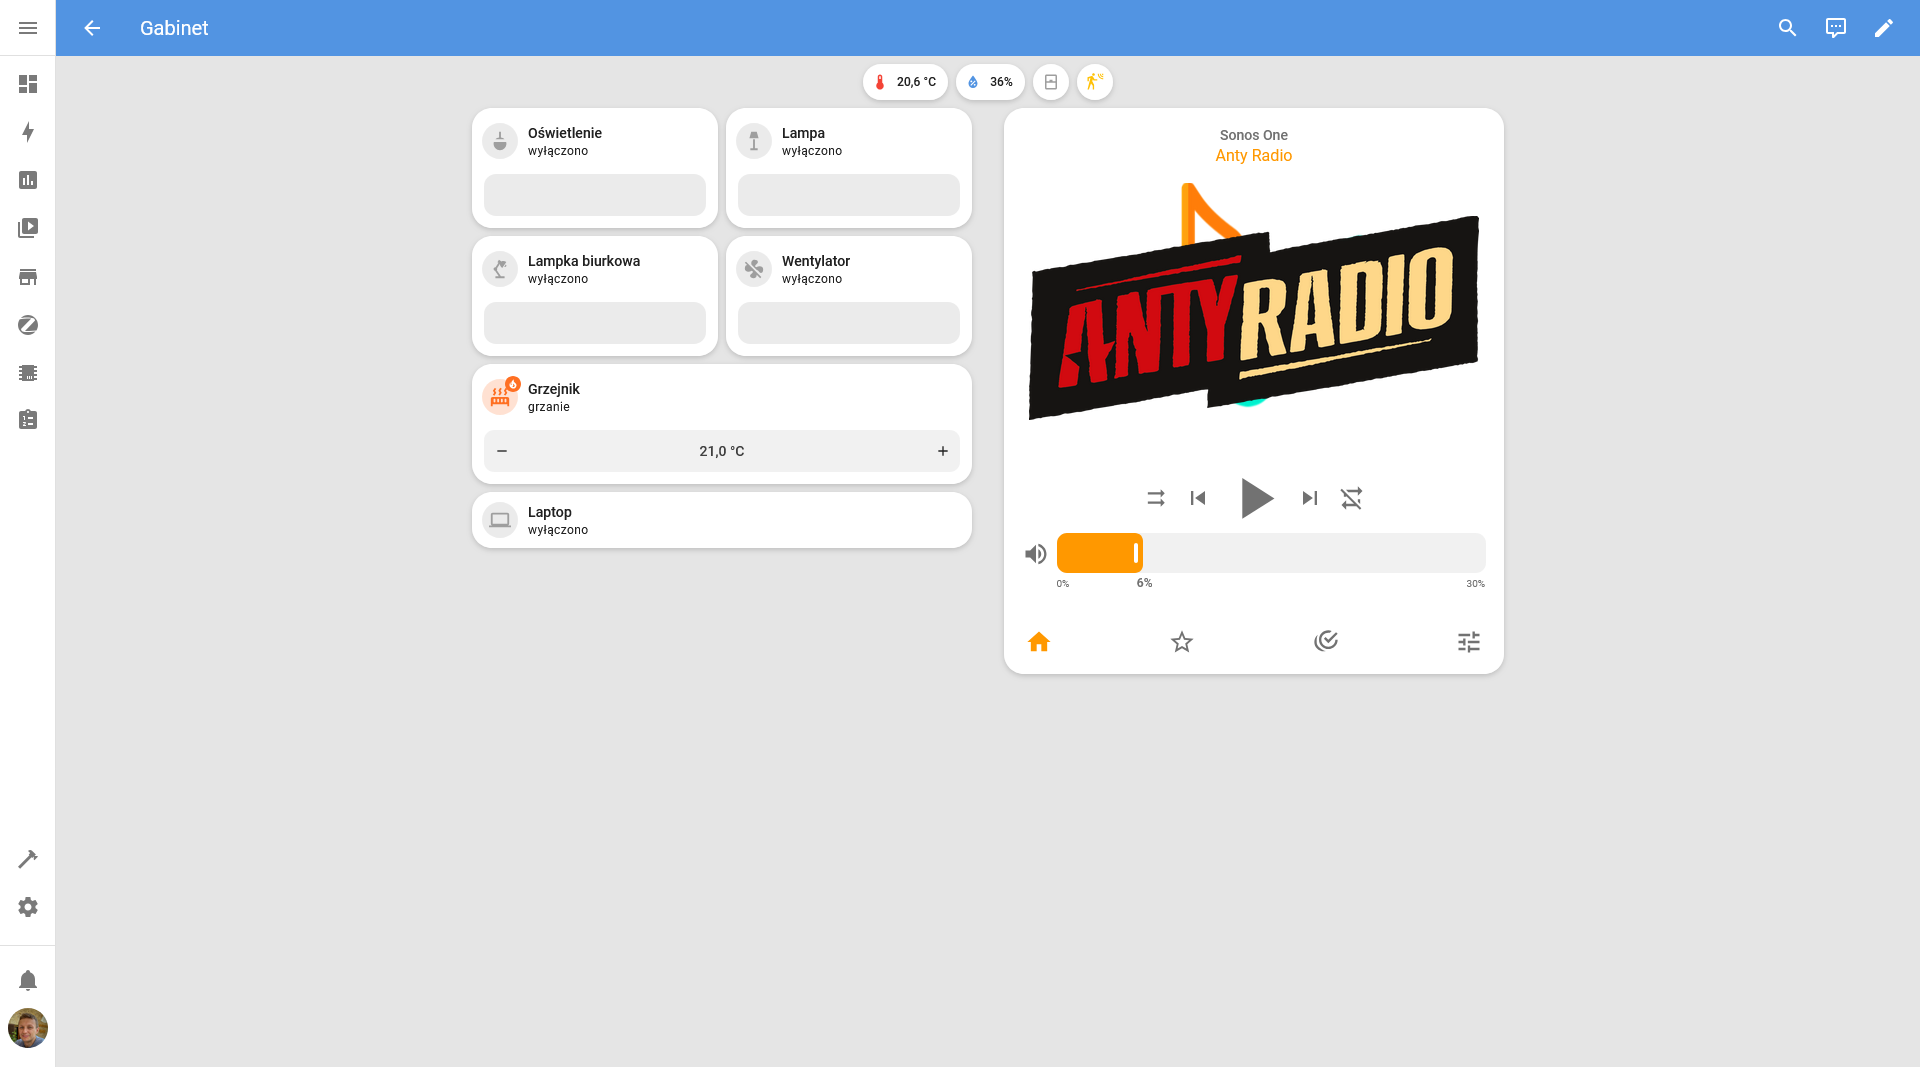 Gabinet
20,6 °C
36%
Oświetlenie
wyłączono
Lampa
wyłączono
Lampka biurkowa
wyłączono
Wentylator
wyłączono
Grzejnik
grzanie
21,0 °C
Laptop
wyłączono
Sonos One
Anty Radio
ANTYRADIO
0%
6%
30%